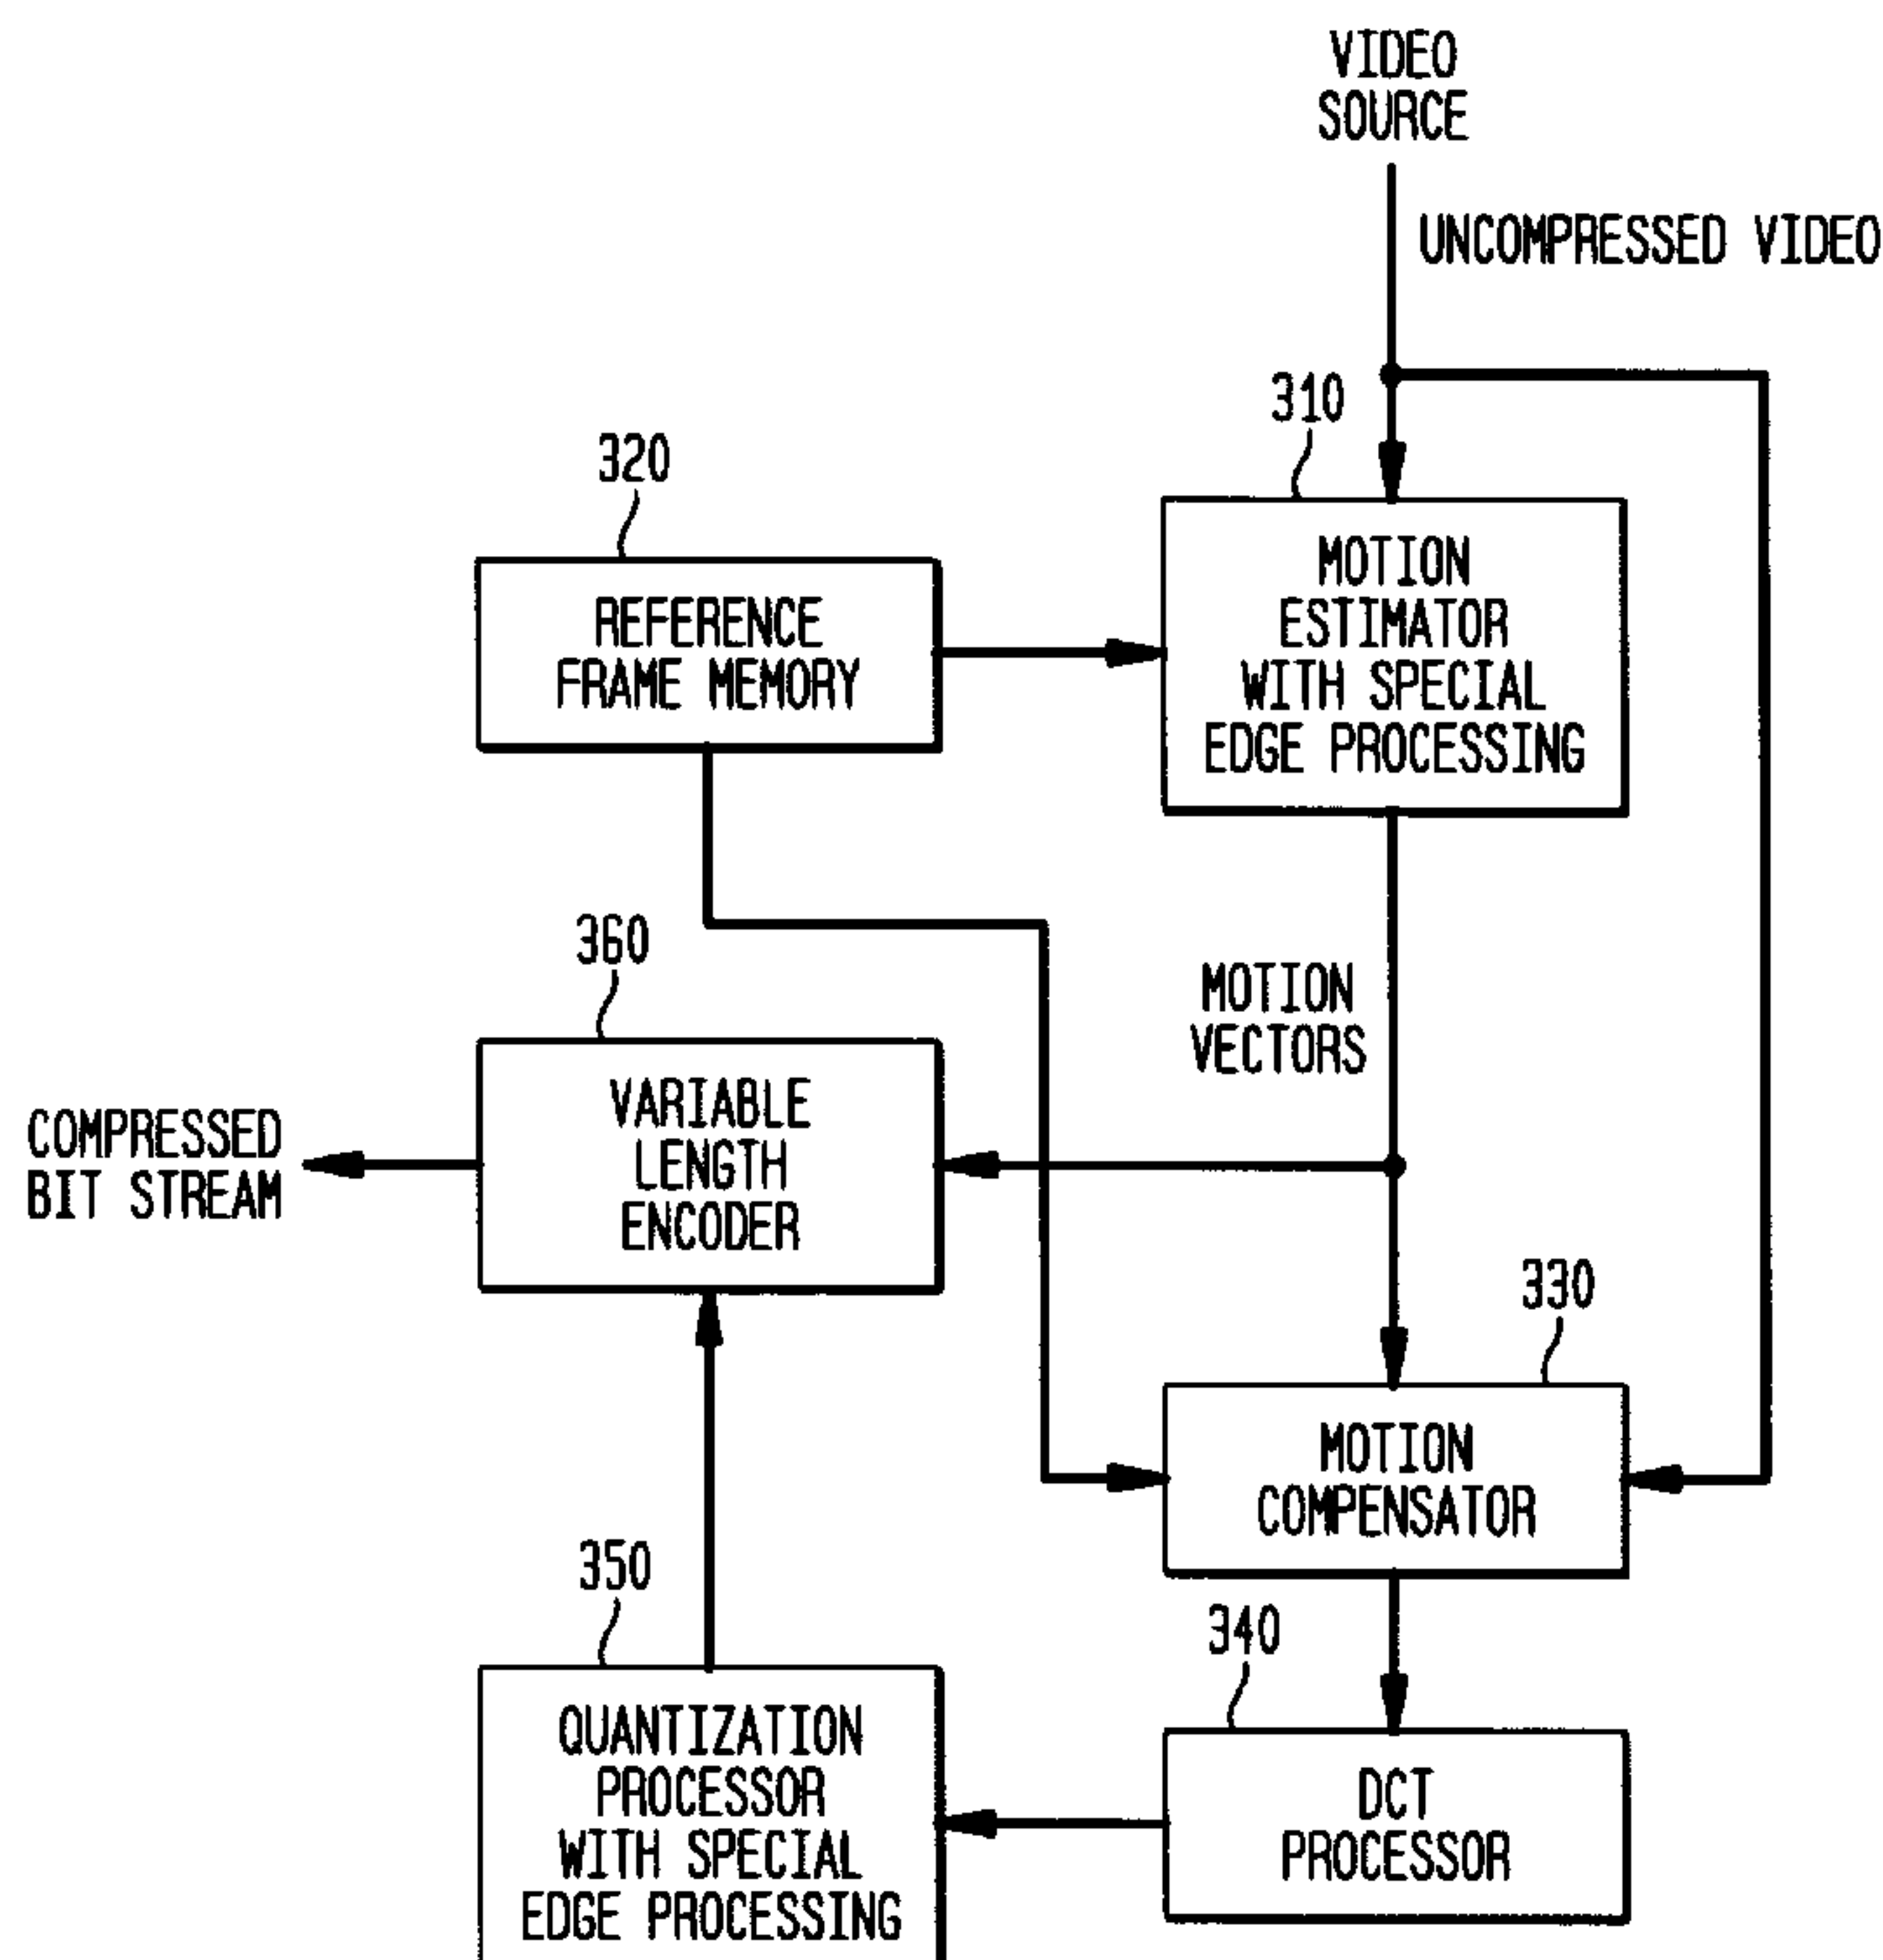 VIDEO
SOURCE
UNCOMPRESSED VIDEO
310
320
MOTION
ESTIMATOR
WITH SPECIAL
EDGE PROCESSING
REFERENCE
FRAME MEMORY
360
MOTION
VECTORS
VARIABLE
LENGTH
ENCODER
COMPRESSED
BIT STREAM
330
MOTION
COMPENSATOR
350
340
QUANTIZATION
PROCESSOR
WITH SPECIAL
EDGE PROCESSING
DCT
PROCESSOR